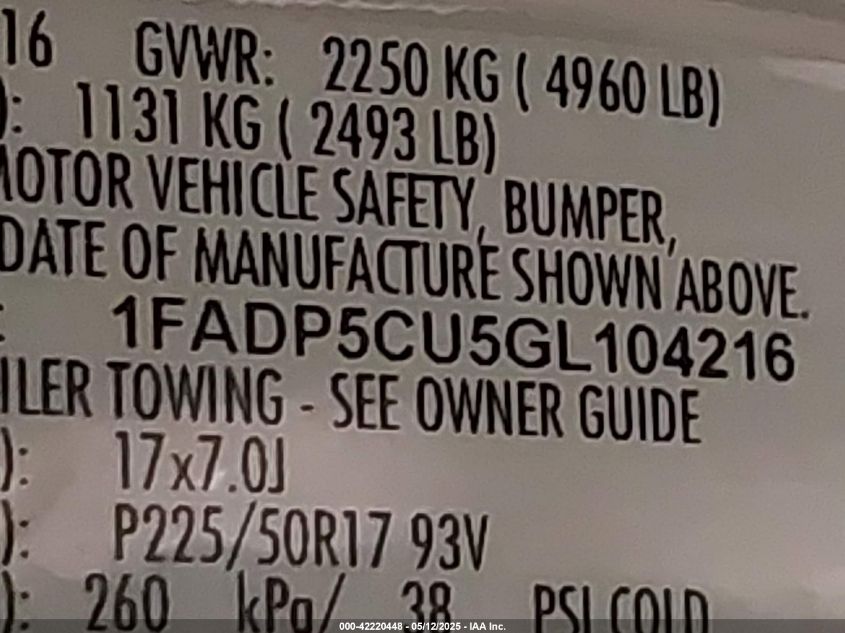 16 GVWR: 2250 KG ( 4960 LB)
): 1131 KG ( 2493 LB)
MOTOR VEHICLE SAFETY, BUMPER,
DATE OF MANUFACTURE SHOWN ABOVE.
: 1FADP5CU5GL104216
ILER TOWING - SEE OWNER GUIDE
): 17x7.0J
): P225/50R17 93V
): 260 kPa/ 38 PSI COLD
000-42220448 - 05/12/2025 - IAA Inc.